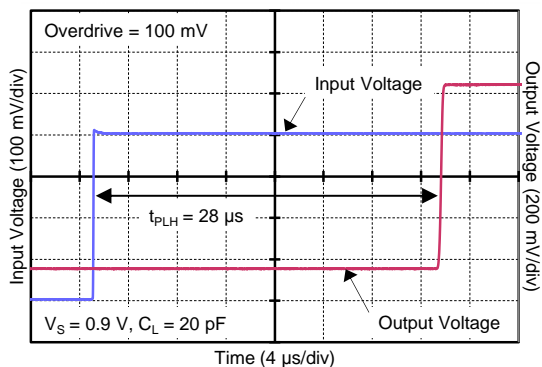 Overdrive = 100 mV
Input Voltage
Input Voltage (100 mV/div)
Output Voltage (200 mV/div)
tPLH = 28 µs
VS = 0.9 V, CL = 20 pF
Output Voltage
Time (4 µs/div)